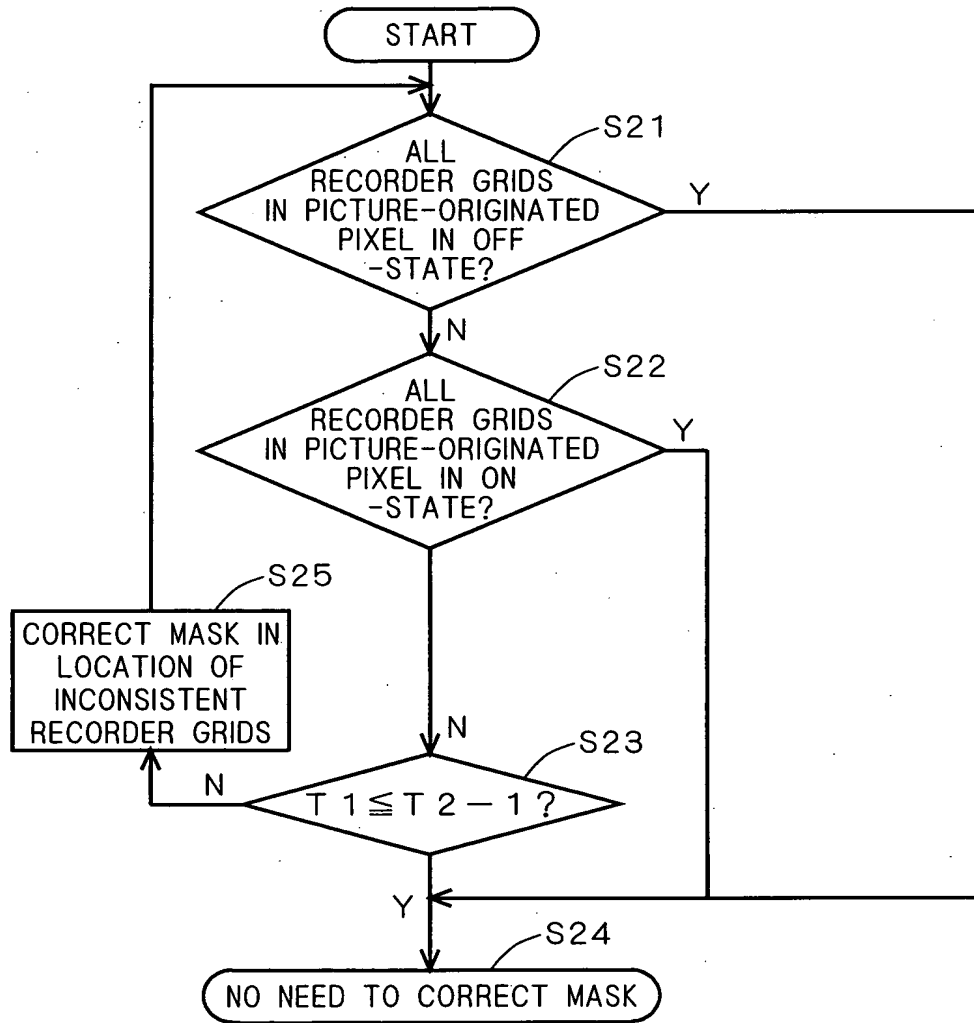 START
S21
ALL
RECORDER GRIDS
IN PICTURE-ORIGINATED
PIXEL IN OFF
-STATE?
Y
N
S22
ALL
RECORDER GRIDS
IN PICTURE-ORIGINATED
PIXEL IN ON
-STATE?
Y
S25
CORRECT MASK IN
LOCATION OF
INCONSISTENT
RECORDER GRIDS
N
S23
T1≦T2-1?
N
Y
S24
NO NEED TO CORRECT MASK